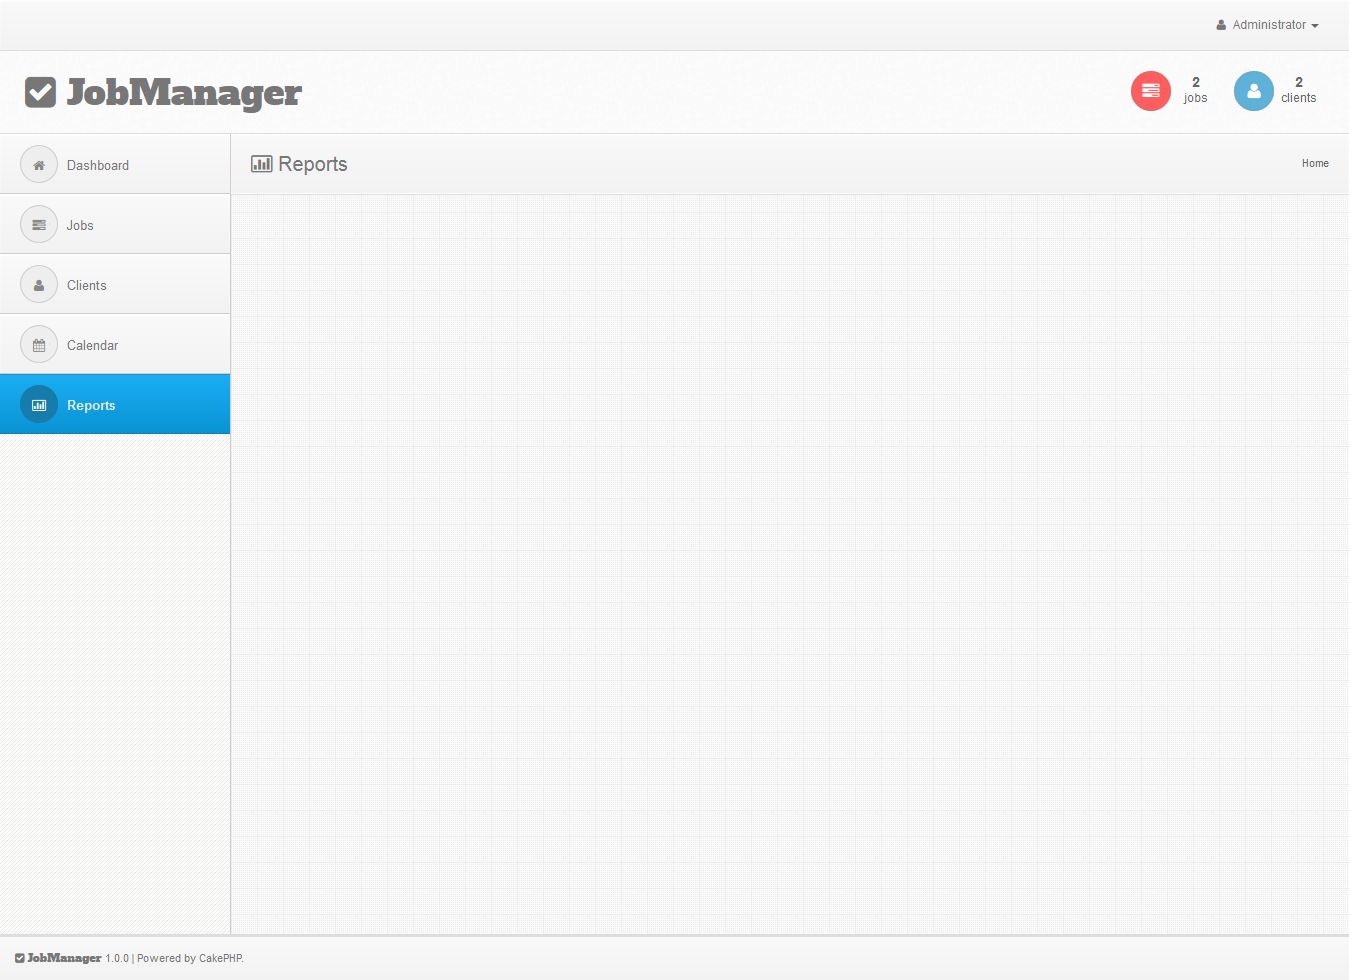 Administrator
JobManager
2
jobs
2
clients
Dashboard
Jobs
Clients
Calendar
Reports
Reports
Home
JobManager 1.0.0 | Powered by CakePHP.